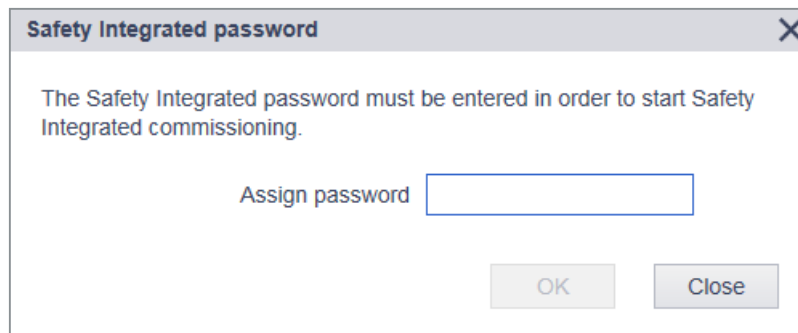 Safety Integrated password
The Safety Integrated password must be entered in order to start Safety
Integrated commissioning.
Assign password
OK
Close